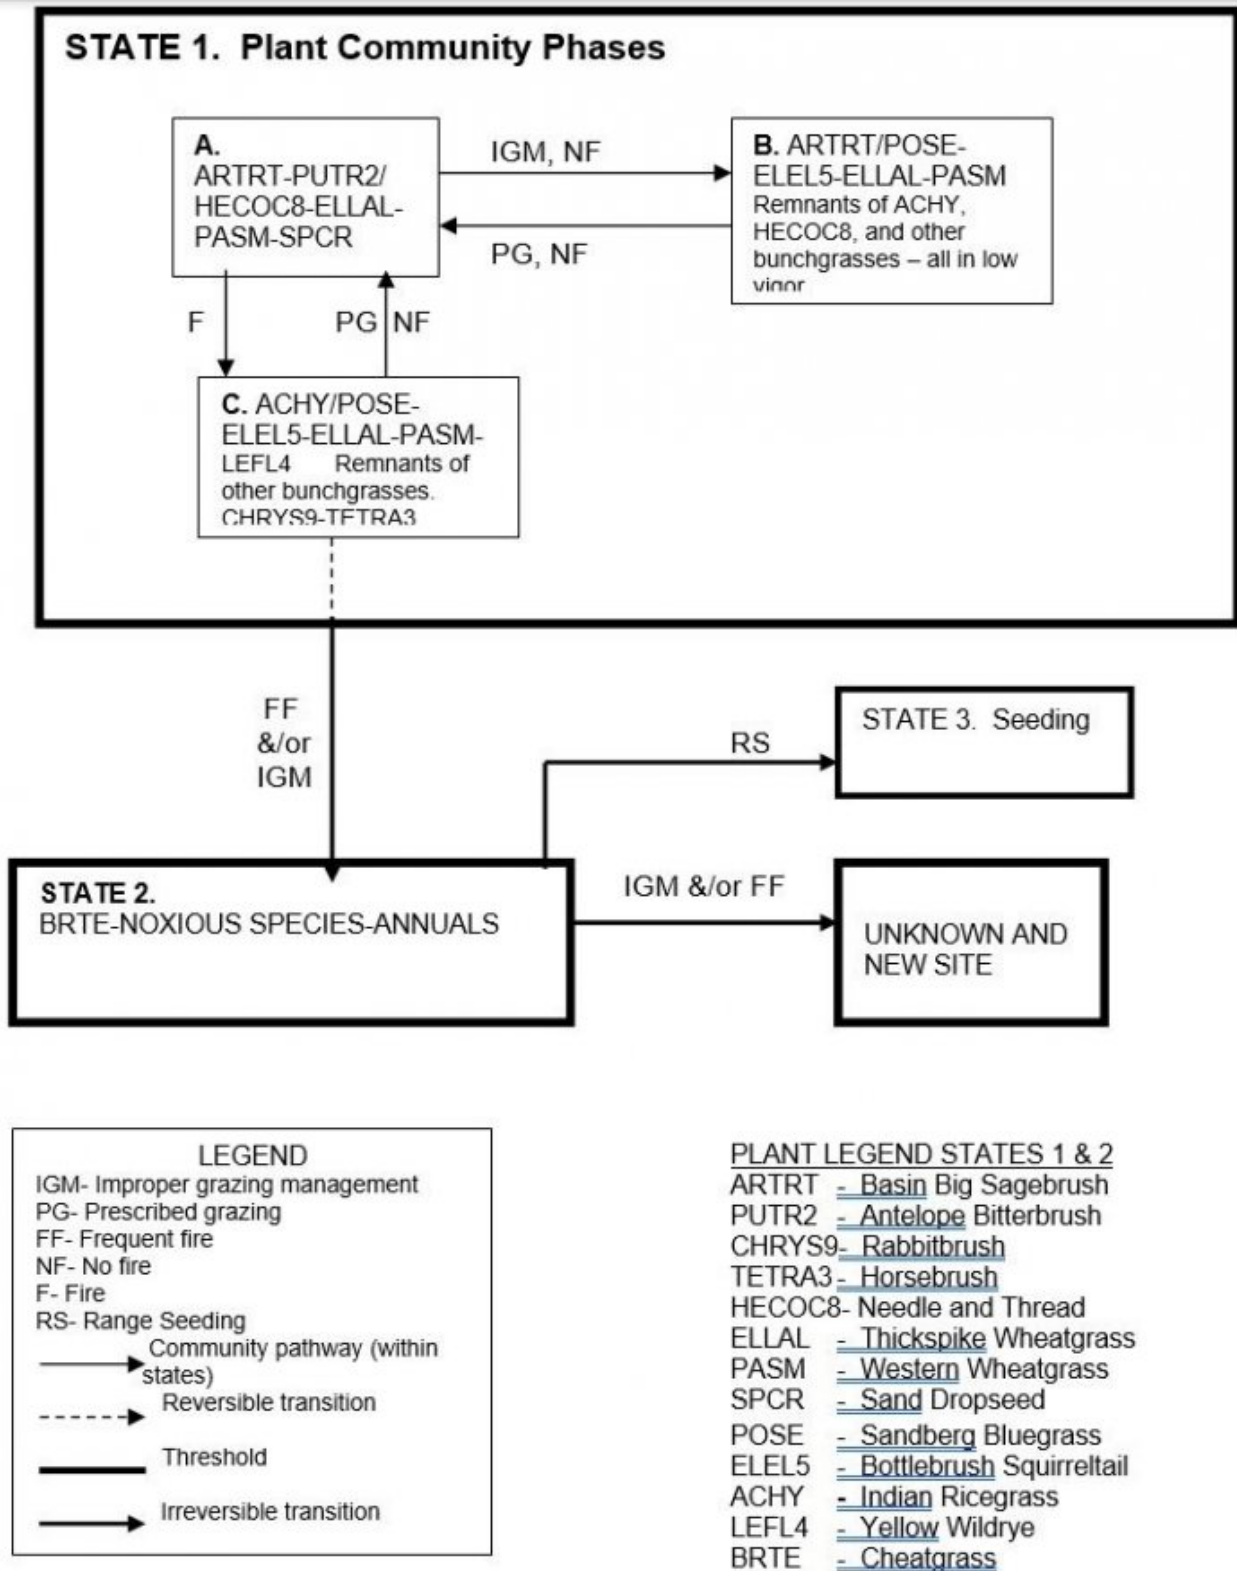 STATE 1. Plant Community Phases
A.
ARTRT-PUTR2/
HECOC8-ELLAL-
PASM-SPCR
IGM, NF
PG, NF
B. ARTRT/POSE-
ELEL5-ELLAL-PASM
Remnants of ACHY,
HECOC8, and other
bunchgrasses – all in low
vigor
F
PG NF
C. ACHY/POSE-
ELEL5-ELLAL-PASM-
LEFL4 Remnants of
other bunchgrasses.
CHRYS9-TETRA3
FF
&/or
IGM
RS
STATE 3. Seeding
STATE 2.
BRTE-NOXIOUS SPECIES-ANNUALS
IGM &/or FF
UNKNOWN AND
NEW SITE
LEGEND
IGM- Improper grazing management
PG- Prescribed grazing
FF- Frequent fire
NF- No fire
F- Fire
RS- Range Seeding
Community pathway (within
states)
Reversible transition
Threshold
Irreversible transition
PLANT LEGEND STATES 1 & 2
ARTRT - Basin Big Sagebrush
PUTR2 - Antelope Bitterbrush
CHRYS9- Rabbitbrush
TETRA3- Horsebrush
HECOC8- Needle and Thread
ELLAL - Thickspike Wheatgrass
PASM - Western Wheatgrass
SPCR - Sand Dropseed
POSE - Sandberg Bluegrass
ELEL5 - Bottlebrush Squirreltail
ACHY - Indian Ricegrass
LEFL4 - Yellow Wildrye
BRTE - Cheatgrass